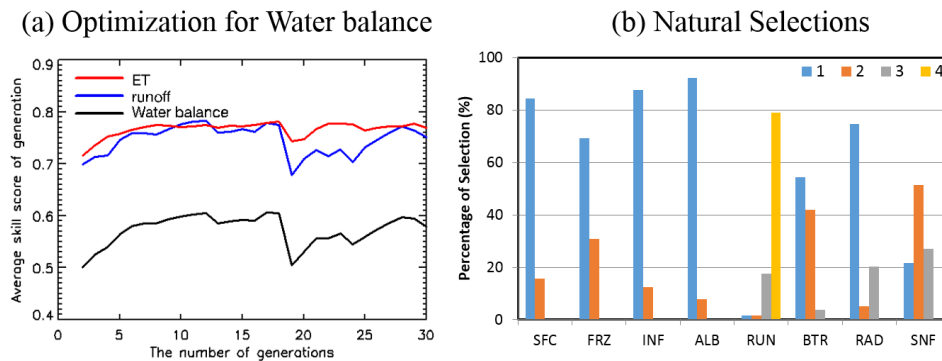 (a) Optimization for Water balance
0.9
0.8
0.7
0.6
0.5
0.4
Average skill score of generation
ET
runoff
Water balance
0 5 10 15 20 25 30
The number of generations
(b) Natural Selections
100
80
60
40
20
0
Percentage of Selection (%)
1 2 3 4
SFC FRZ INF ALB RUN BTR RAD SNF